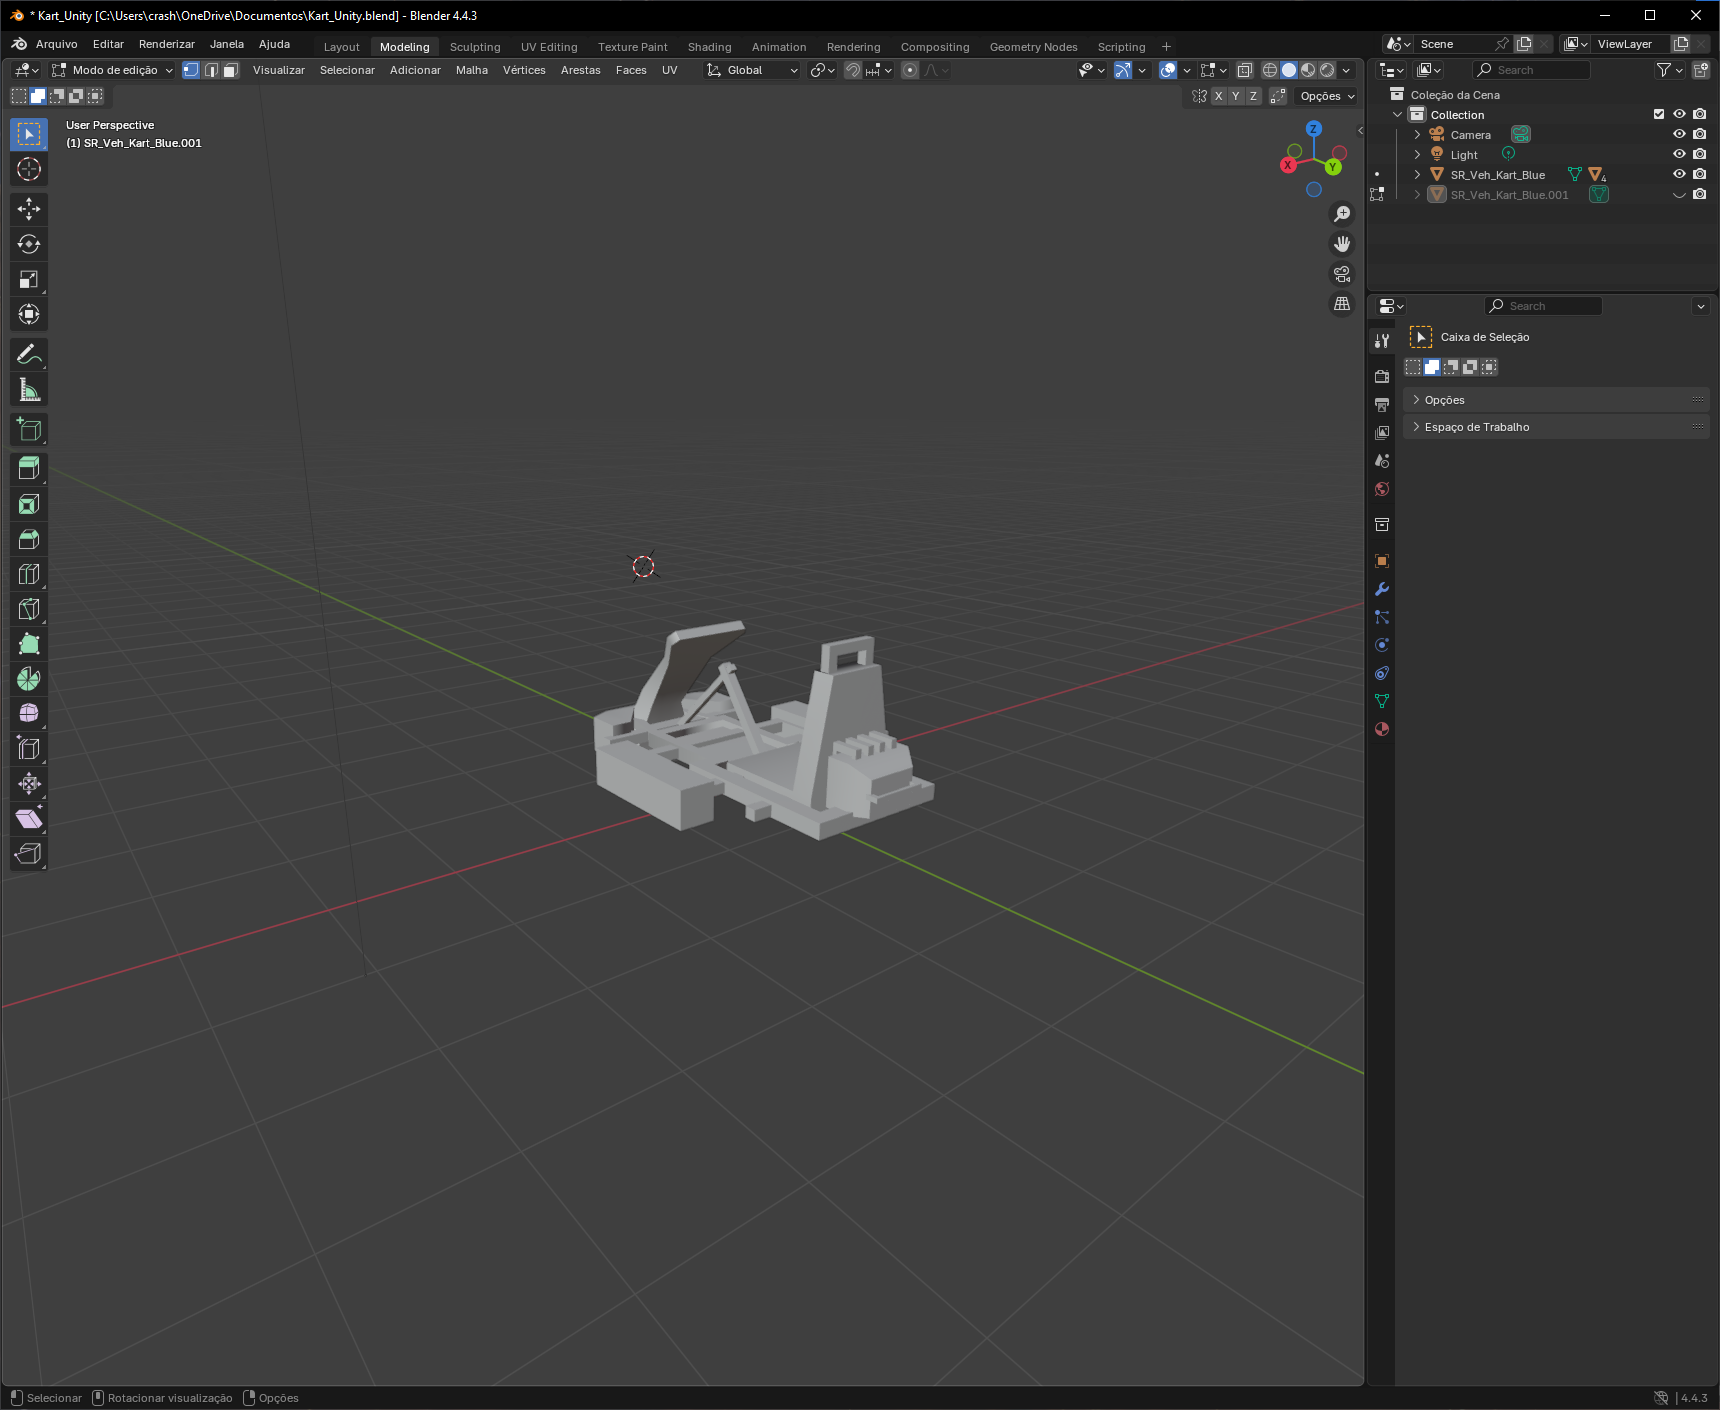 * Kart_Unity [C:\Users\crash\OneDrive\Documentos\Kart_Unity.blend] - Blender 4.4.3
Arquivo Editar Renderizar Janela Ajuda Layout Modeling Sculpting UV Editing Texture Paint Shading Animation Rendering Compositing Geometry Nodes Scripting + Scene ViewLayer
Modo de edição Visualizar Selecionar Adicionar Malha Vértices Arestas Faces UV Global Search
X Y Z Opções
User Perspective
(1) SR_Veh_Kart_Blue.001
Z
X
Y
Coleção da Cena
Collection
Camera
Light
SR_Veh_Kart_Blue 4
SR_Veh_Kart_Blue.001
Search
Caixa de Seleção
Opções
Espaço de Trabalho
Selecionar Rotacionar visualização Opções 4.4.3